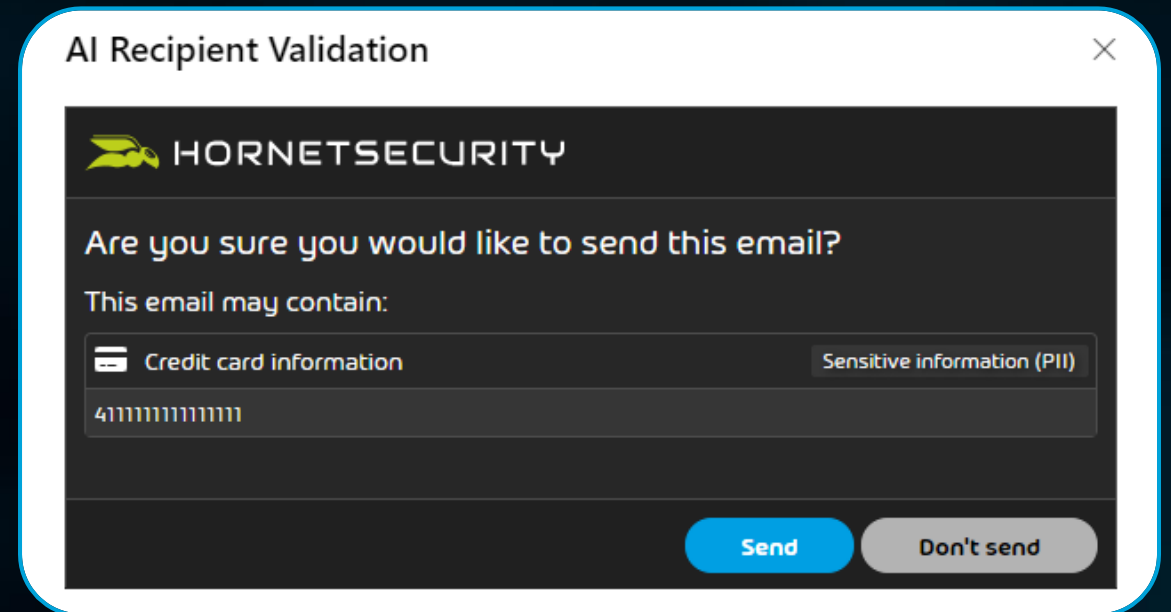 AI Recipient Validation
HORNETSECURITY
Are you sure you would like to send this email?
This email may contain:
Credit card information Sensitive information (PII)
4111111111111111
Send Don't send